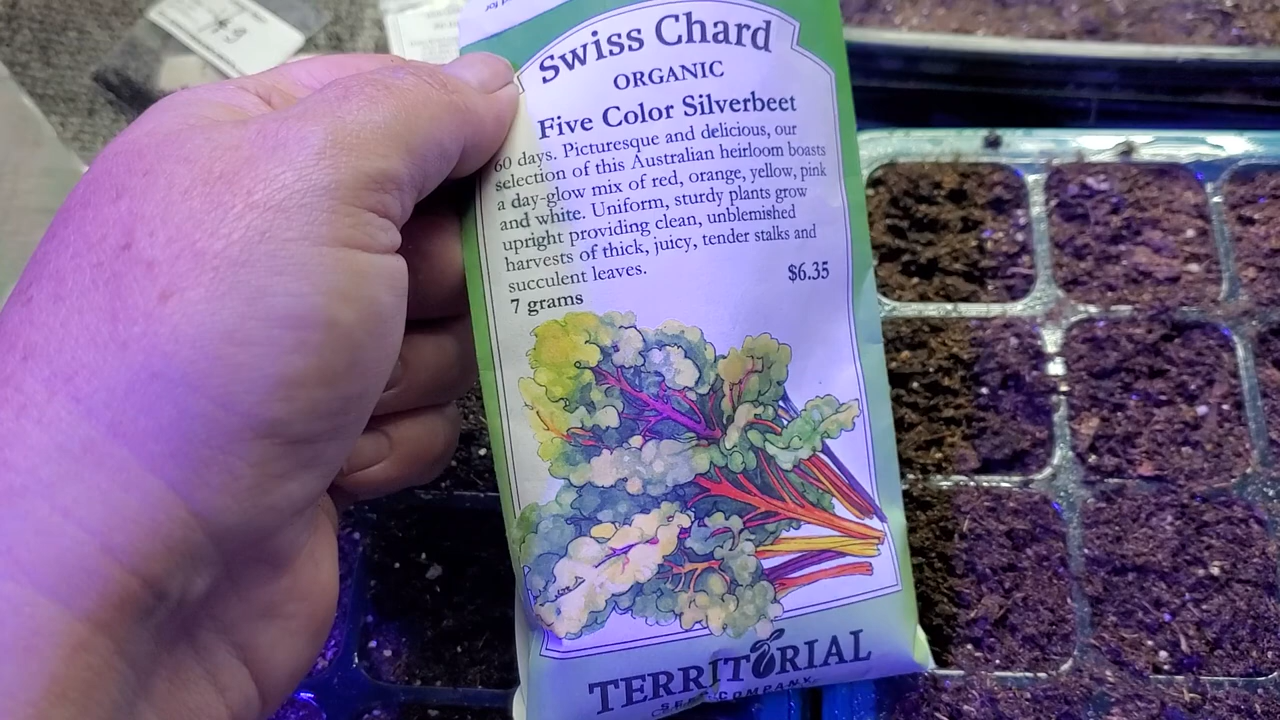 Swiss Chard
ORGANIC
Five Color Silverbeet
60 days. Picturesque and delicious, our
selection of this Australian heirloom boasts
a day-glow mix of red, orange, yellow, pink
and white. Uniform, sturdy plants grow
upright providing clean, unblemished
harvests of thick, juicy, tender stalks and
succulent leaves.
$6.35
7 grams
TERRITORIAL
SEED COMPANY